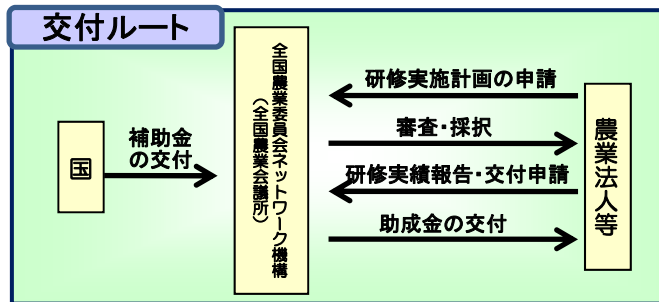 交付ルート
国
補助金
の交付
全国農業委員会ネットワーク機構
（全国農業会議所）
研修実施計画の申請
審査・採択
研修実績報告・交付申請
助成金の交付
農業法人等